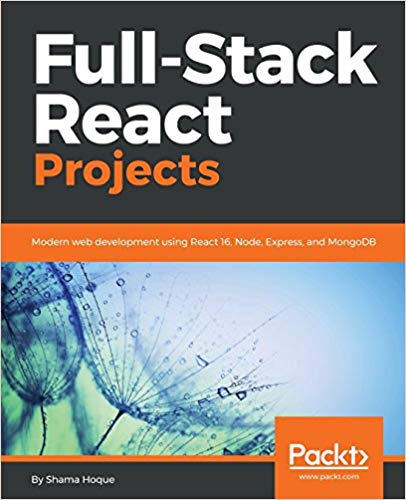 Full-Stack
React
Projects
Modern web development using React 16, Node, Express, and MongoDB
By Shama Hoque
Packt>
www.packt.com